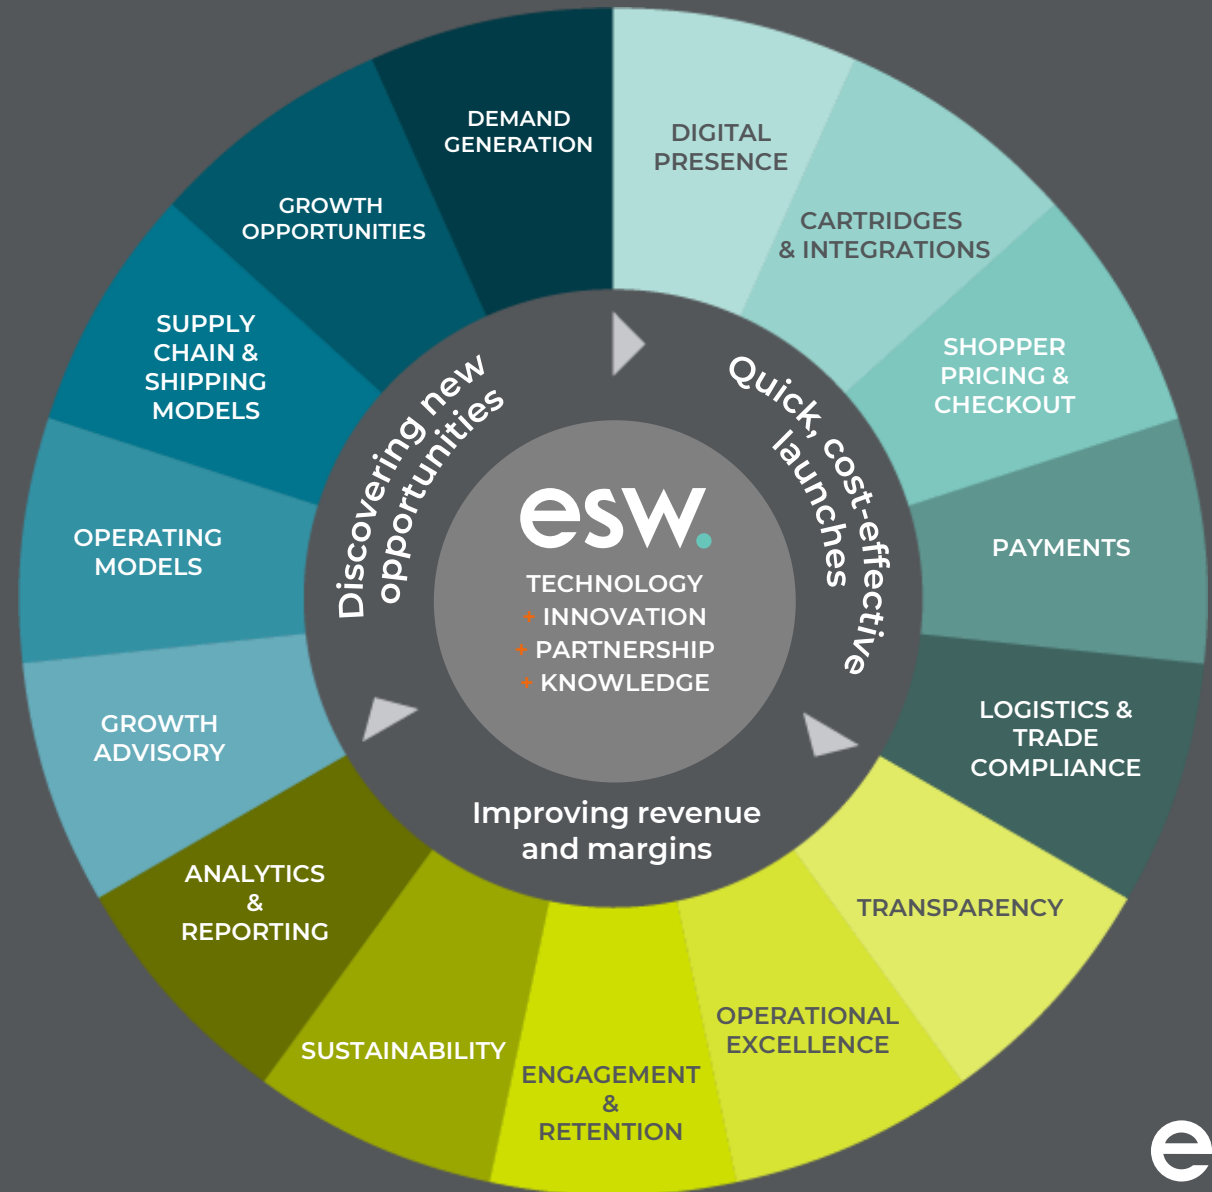 DEMAND
GENERATION
DIGITAL
PRESENCE
CARTRIDGES
& INTEGRATIONS
SHOPPER
PRICING &
CHECKOUT
PAYMENTS
LOGISTICS &
TRADE
COMPLIANCE
TRANSPARENCY
OPERATIONAL
EXCELLENCE
ENGAGEMENT
&
RETENTION
SUSTAINABILITY
ANALYTICS
&
REPORTING
GROWTH
ADVISORY
OPERATING
MODELS
SUPPLY
CHAIN &
SHIPPING
MODELS
GROWTH
OPPORTUNITIES
Discovering new
opportunities
Quick, cost-effective
launches
Improving revenue
and margins
esw.
TECHNOLOGY
+ INNOVATION
+ PARTNERSHIP
+ KNOWLEDGE
e